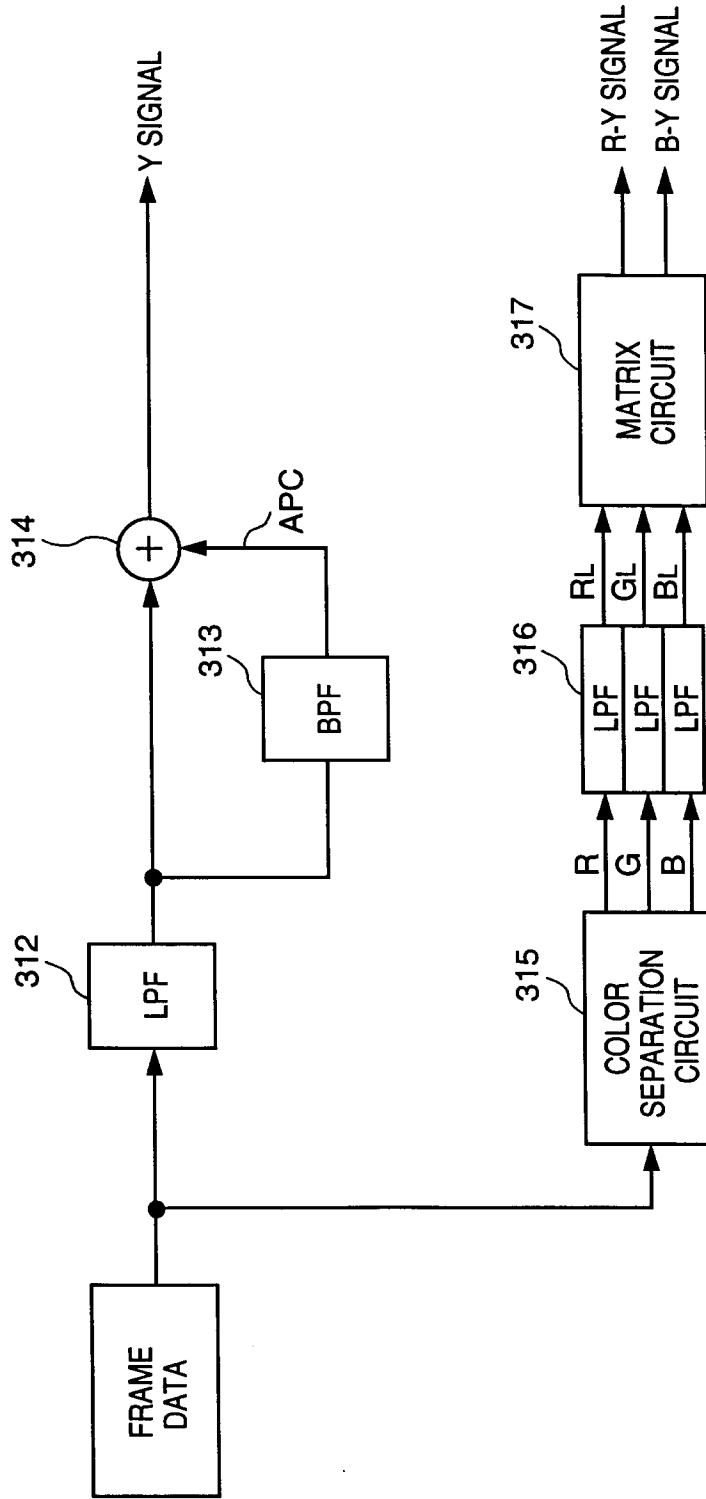 FRAME
DATA
312
LPF
313
BPF
APC
314
+
Y SIGNAL
315
COLOR
SEPARATION
CIRCUIT
R
G
B
316
LPF
LPF
LPF
RL
GL
BL
317
MATRIX
CIRCUIT
R-Y SIGNAL
B-Y SIGNAL